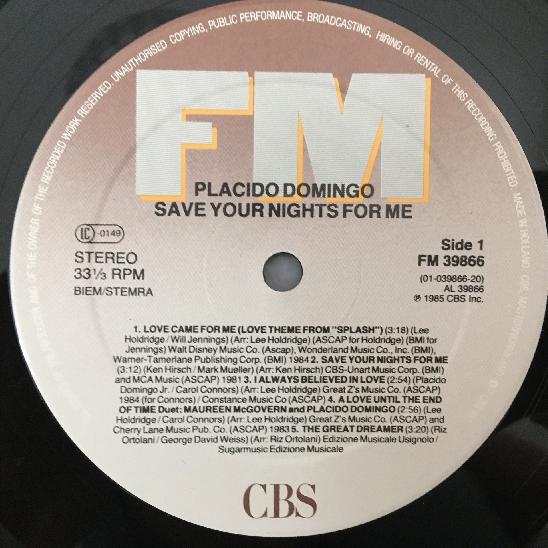 UNAUTHORISED COPYING, PUBLIC PERFORMANCE, BROADCASTING, HIRING OR RENTAL OF THIS RECORDING PROHIBITED. MADE IN HOLLAND.
OF THE OWNER OF THE RECORDED WORK RESERVED.
FM
PLACIDO DOMINGO
SAVE YOUR NIGHTS FOR ME
LC -0149
STEREO
33⅓ RPM
BIEM/STEMRA
Side 1
FM 39866
(01-039866-20)
AL 39866
℗ 1985 CBS Inc.
1. LOVE CAME FOR ME (LOVE THEME FROM "SPLASH") (3:18) (Lee
Holdridge / Will Jennings) (Arr: Lee Holdridge) (ASCAP for Holdridge) (BMI for
Jennings) Walt Disney Music Co. (Ascap), Wonderland Music Co., Inc. (BMI),
Warner-Tamerlane Publishing Corp. (BMI) 1984 2. SAVE YOUR NIGHTS FOR ME
(3:12) (Ken Hirsch / Mark Mueller) (Arr: Ken Hirsch) CBS-Unart Music Corp. (BMI)
and MCA Music (ASCAP) 1981 3. I ALWAYS BELIEVED IN LOVE (2:54) (Placido
Domingo Jr. / Carol Connors) (Arr: Lee Holdridge) Great Z's Music Co. (ASCAP)
1984 (for Connors) / Constance Music Co (ASCAP) 4. A LOVE UNTIL THE END
OF TIME Duet: MAUREEN McGOVERN and PLACIDO DOMINGO (2:56) (Lee
Holdridge / Carol Connors) (Arr: Lee Holdridge) Great Z's Music Co. (ASCAP) and
Cherry Lane Music Pub. Co. (ASCAP) 1983 5. THE GREAT DREAMER (3:20) (Riz
Ortolani / George David Weiss) (Arr: Riz Ortolani) Edizione Musicale Usignolo /
Sugarmusic Edizione Musicale
CBS